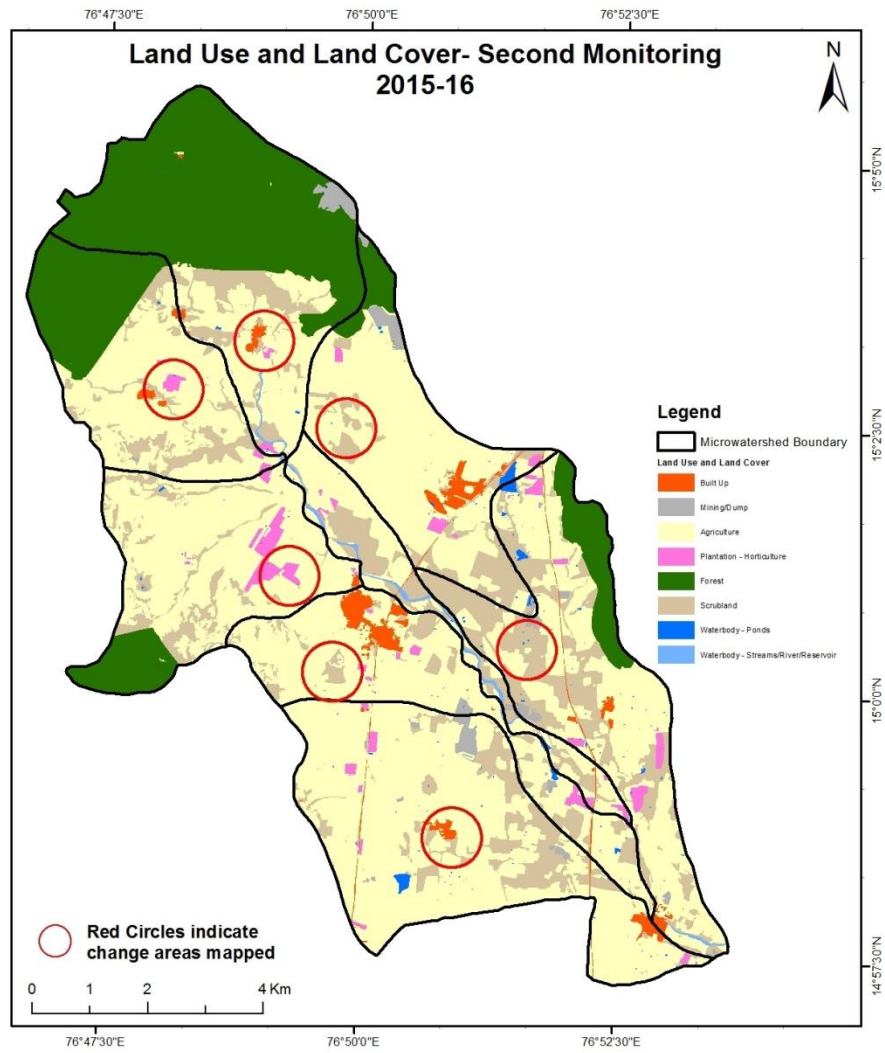 76°47'30"E 76°50'0"E 76°52'30"E
Land Use and Land Cover- Second Monitoring
2015-16
N
15°5'0"N
15°2'30"N
15°0'0"N
14°57'30"N
Legend
Microwatershed Boundary
Land Use and Land Cover
Built Up
Mining/Dump
Agriculture
Plantation - Horticulture
Forest
Scrubland
Waterbody - Ponds
Waterbody - Streams/River/Reservoir
Red Circles indicate
change areas mapped
0 1 2 4 Km
76°47'30"E 76°50'0"E 76°52'30"E